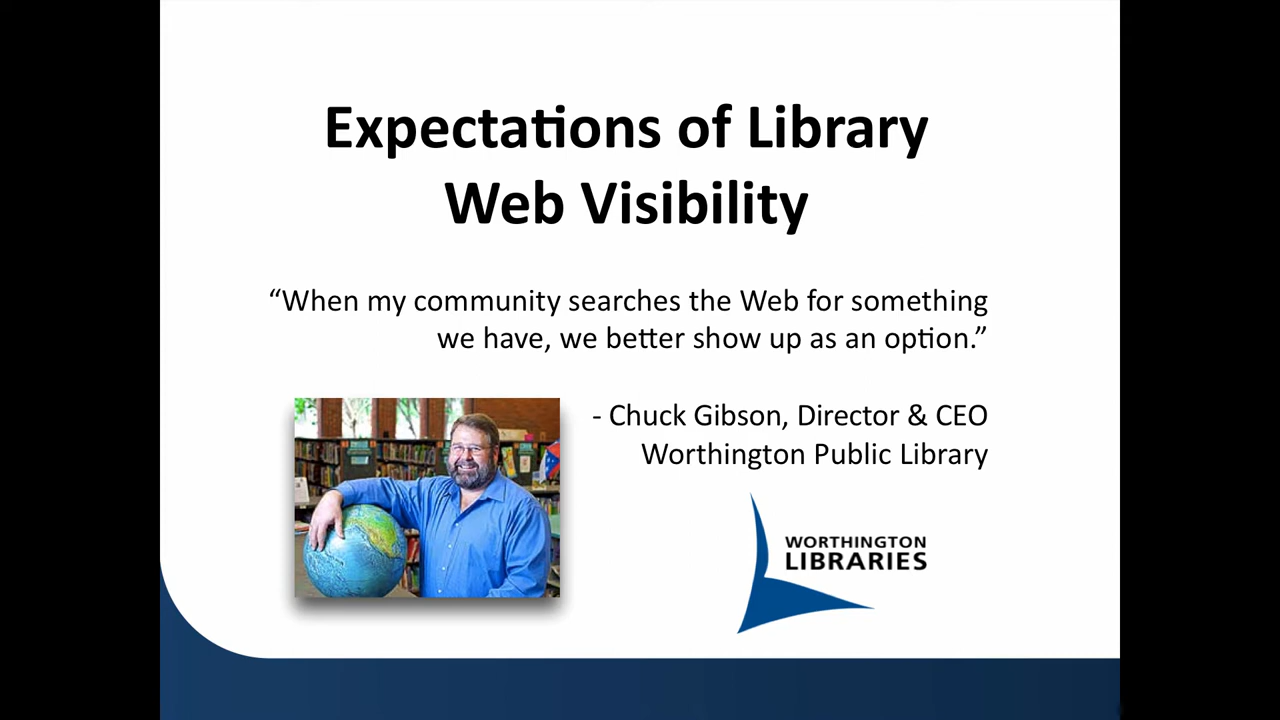 Expectations of Library
Web Visibility
“When my community searches the Web for something
we have, we better show up as an option.”
- Chuck Gibson, Director & CEO
Worthington Public Library
WORTHINGTON
LIBRARIES